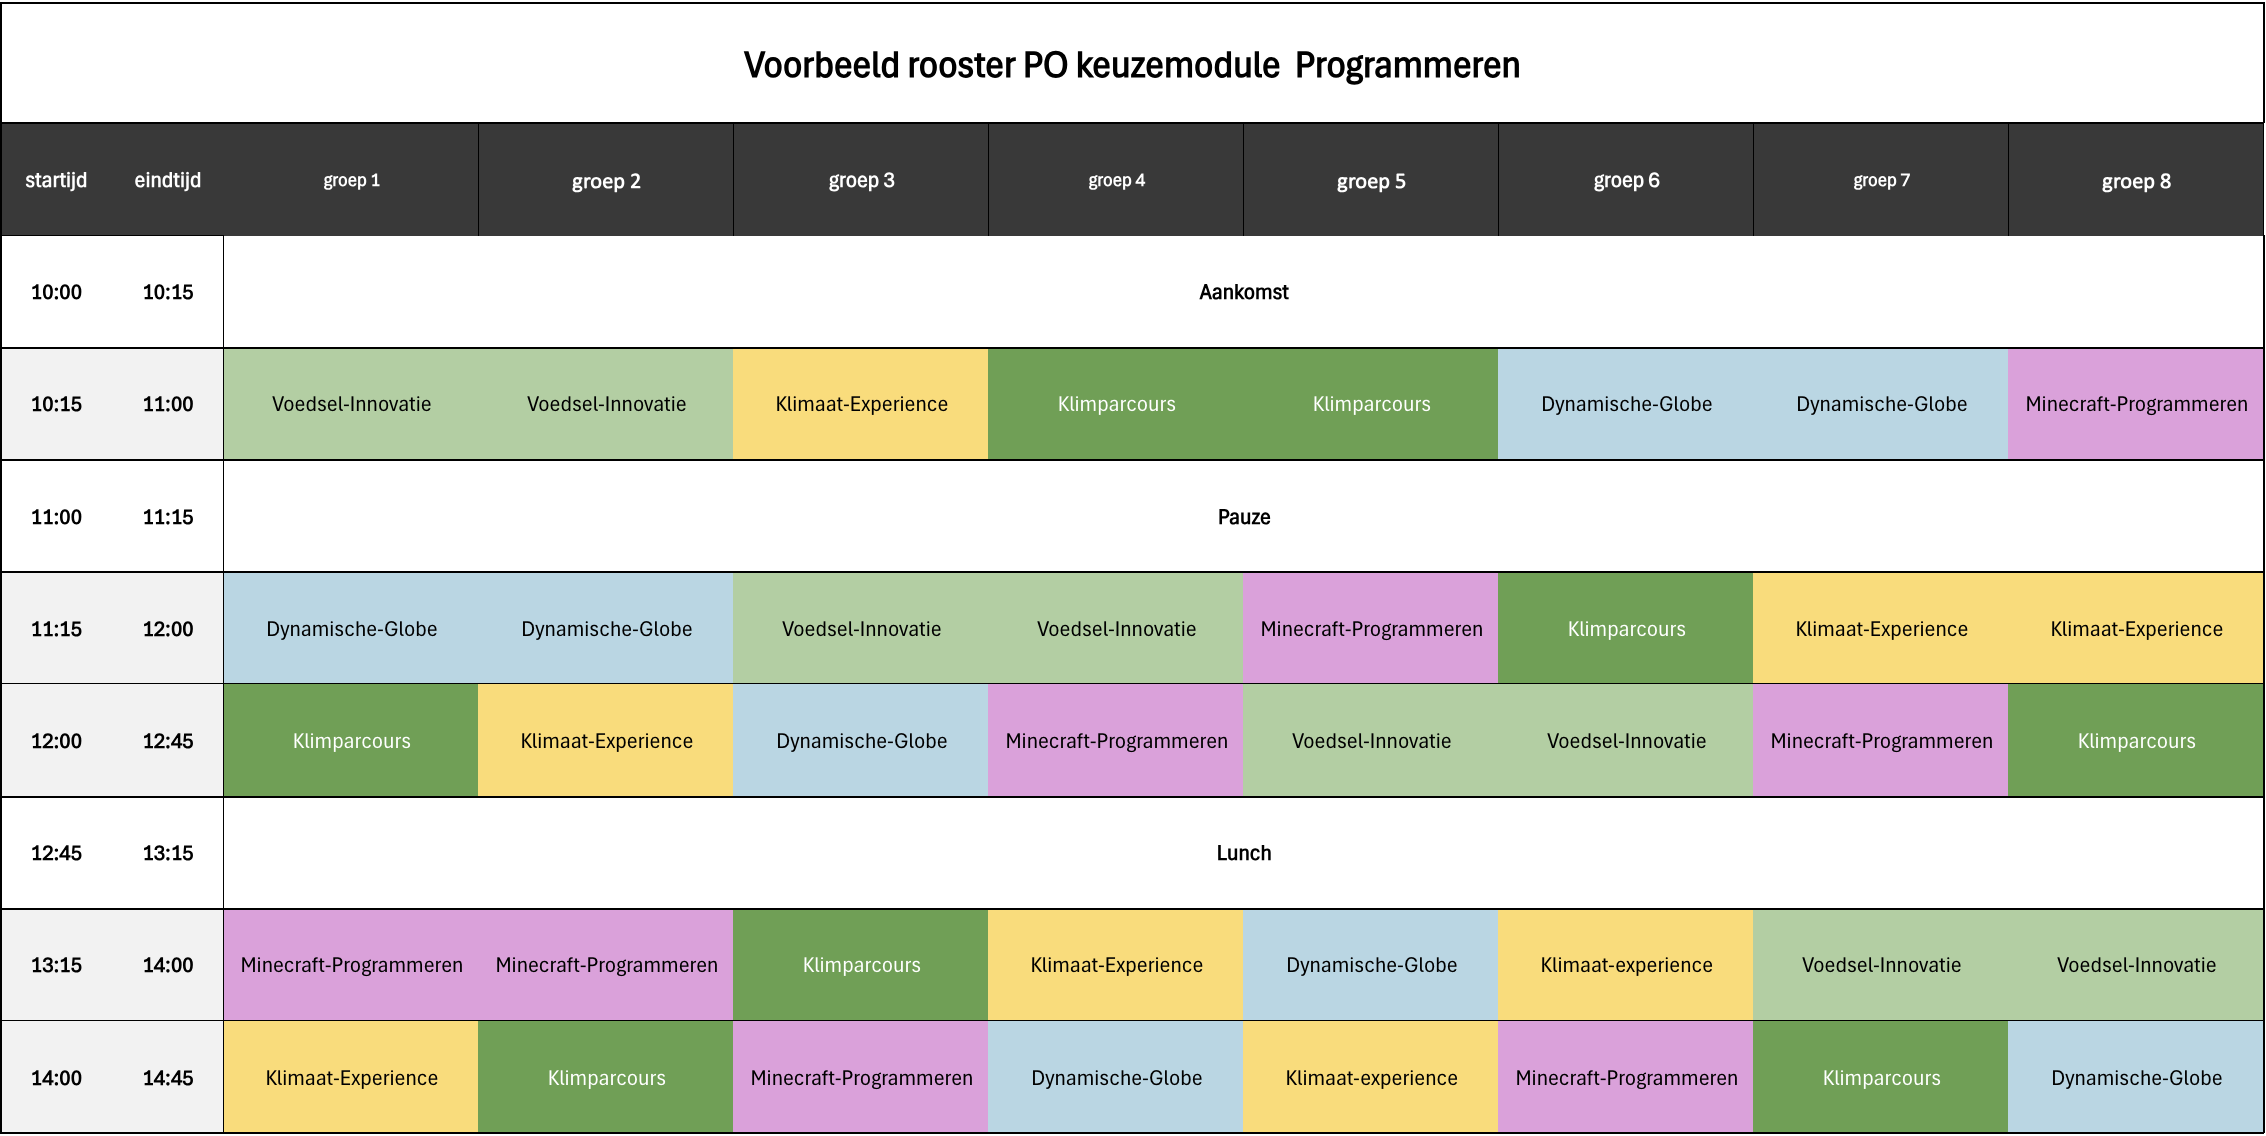 Voorbeeld rooster PO keuzemodule  Programmeren
startijd eindtijd groep 1 groep 2 groep 3 groep 4 groep 5 groep 6 groep 7 groep 8
10:00 10:15 Aankomst
10:15 11:00 Voedsel-Innovatie Voedsel-Innovatie Klimaat-Experience Klimparcours Klimparcours Dynamische-Globe Dynamische-Globe Minecraft-Programmeren
11:00 11:15 Pauze
11:15 12:00 Dynamische-Globe Dynamische-Globe Voedsel-Innovatie Voedsel-Innovatie Minecraft-Programmeren Klimparcours Klimaat-Experience Klimaat-Experience
12:00 12:45 Klimparcours Klimaat-Experience Dynamische-Globe Minecraft-Programmeren Voedsel-Innovatie Voedsel-Innovatie Minecraft-Programmeren Klimparcours
12:45 13:15 Lunch
13:15 14:00 Minecraft-Programmeren Minecraft-Programmeren Klimparcours Klimaat-Experience Dynamische-Globe Klimaat-experience Voedsel-Innovatie Voedsel-Innovatie
14:00 14:45 Klimaat-Experience Klimparcours Minecraft-Programmeren Dynamische-Globe Klimaat-experience Minecraft-Programmeren Klimparcours Dynamische-Globe